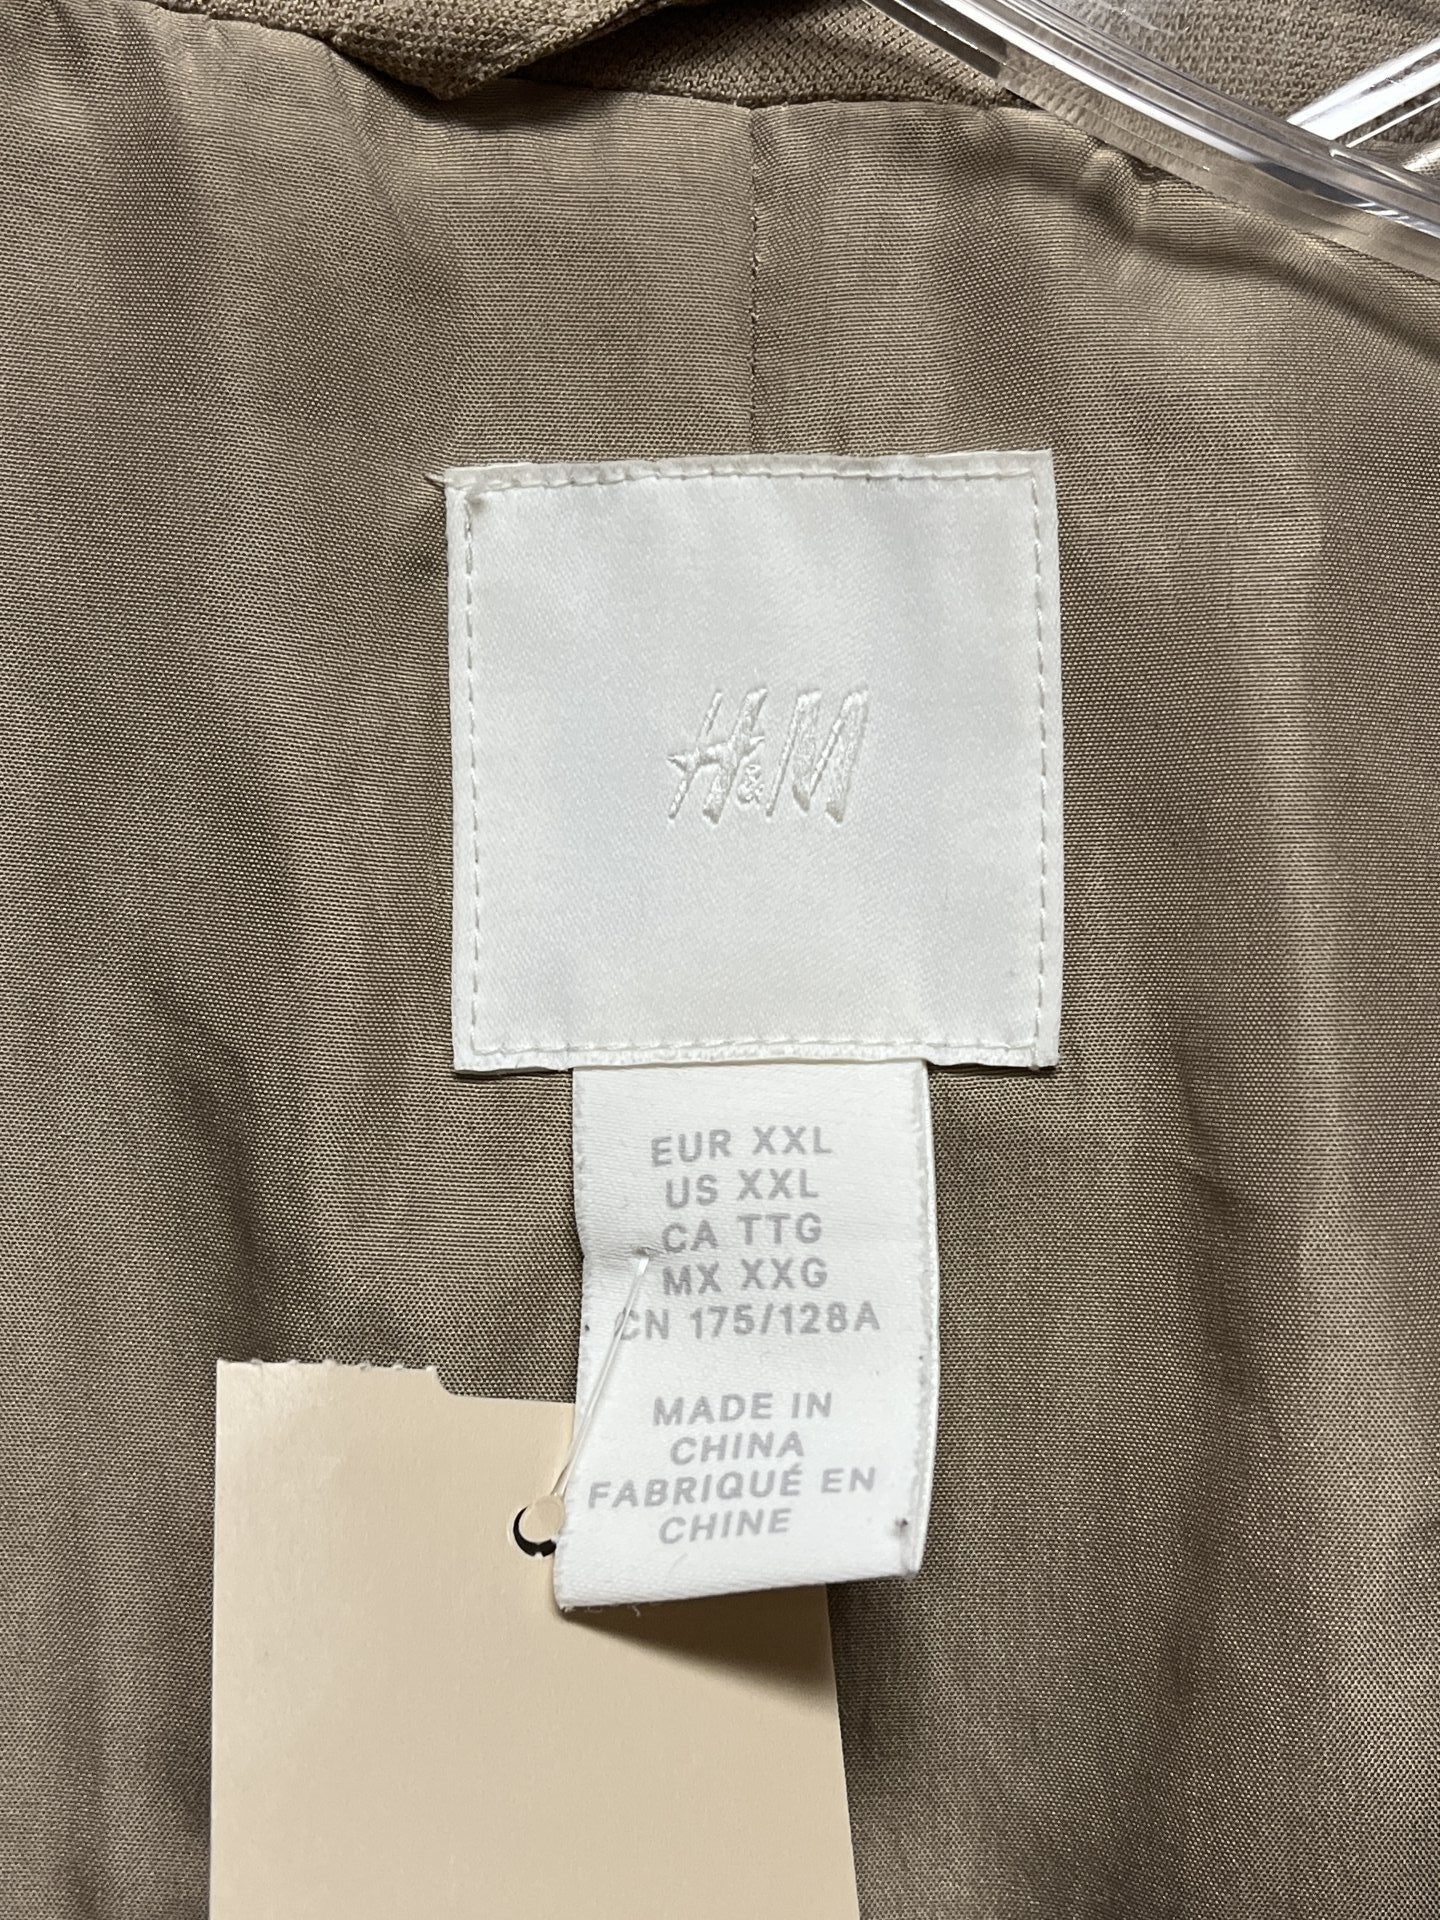 H&M
EUR XXL
US XXL
CA TTG
MX XXG
CN 175/128A
MADE IN
CHINA
FABRIQUÉ EN
CHINE